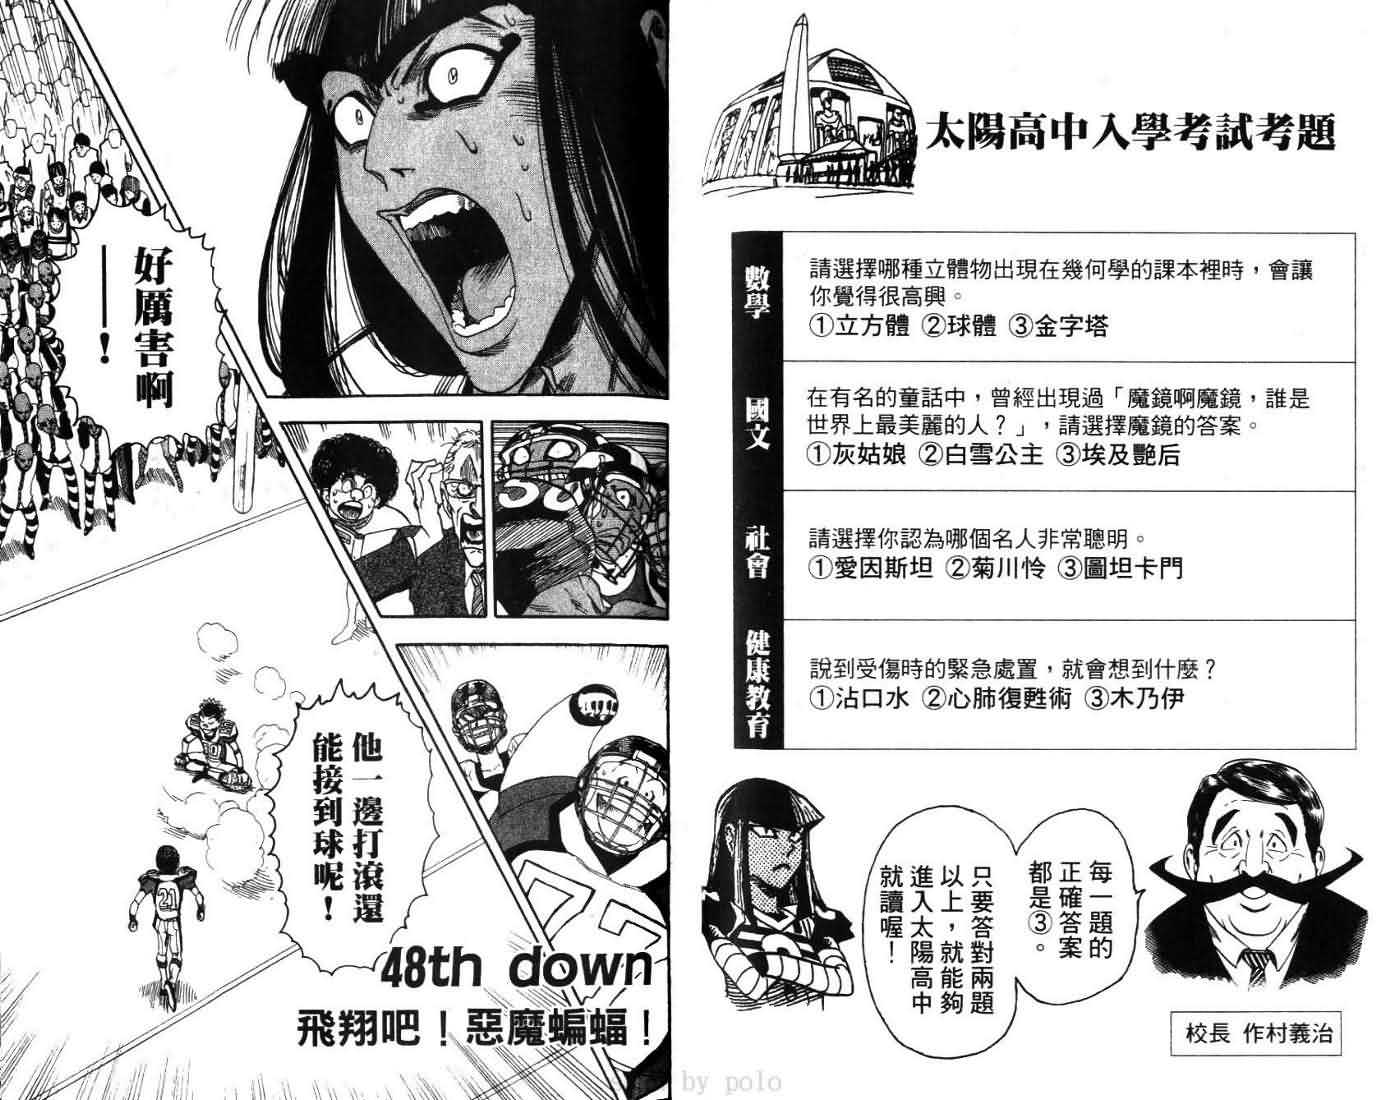 太陽高中入學考試考題
數學
請選擇哪種立體物出現在幾何學的課本裡時，會讓
你覺得很高興。
①立方體 ②球體 ③金字塔
國文
在有名的童話中，曾經出現過「魔鏡啊魔鏡，誰是
世界上最美麗的人？」，請選擇魔鏡的答案。
①灰姑娘 ②白雪公主 ③埃及艷后
社會
請選擇你認為哪個名人非常聰明。
①愛因斯坦 ②菊川怜 ③圖坦卡門
健康教育
說到受傷時的緊急處置，就會想到什麼？
①沾口水 ②心肺復甦術 ③木乃伊
每一題的
正確答案
都是③。
只要答對兩題
以上，就能夠
進入太陽高中
就讀喔！
校長 作村義治
好厲害啊
——！
他一邊打滾還
能接到球呢！
21
48th down
飛翔吧！惡魔蝙蝠！
by polo